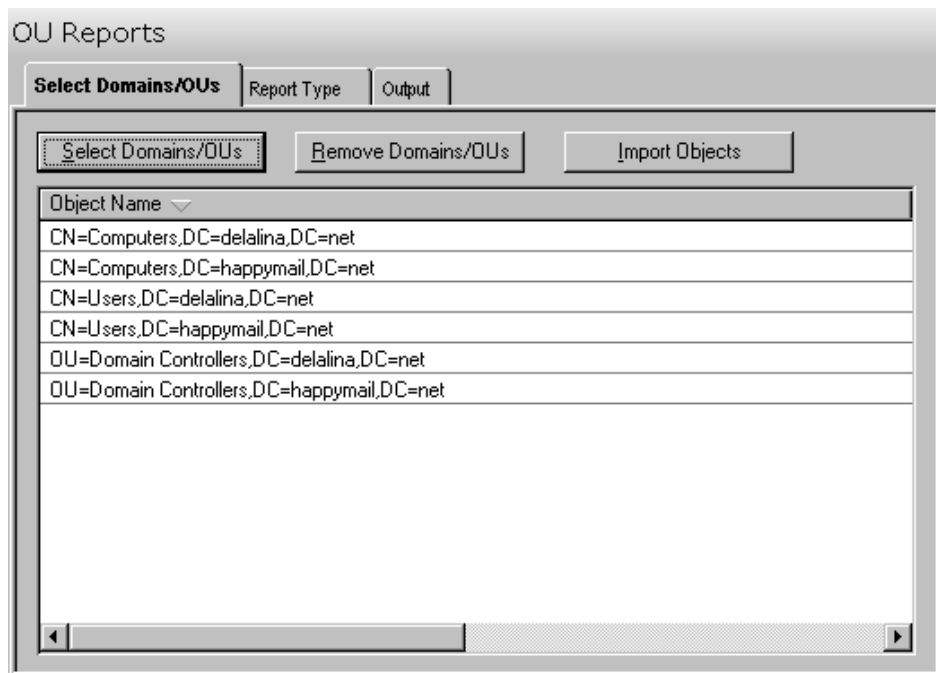 OU Reports
Select Domains/OUs Report Type Output
Select Domains/OUs Remove Domains/OUs Import Objects
Object Name
CN=Computers,DC=delalina,DC=net
CN=Computers,DC=happymail,DC=net
CN=Users,DC=delalina,DC=net
CN=Users,DC=happymail,DC=net
OU=Domain Controllers,DC=delalina,DC=net
OU=Domain Controllers,DC=happymail,DC=net